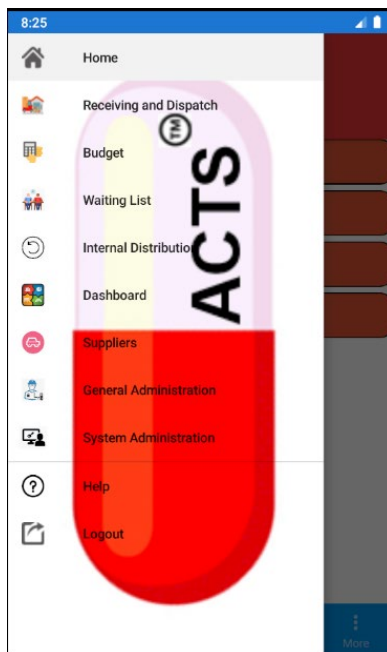 8:25
Home
Receiving and Dispatch
Budget
Waiting List
Internal Distribution
Dashboard
Suppliers
General Administration
System Administration
Help
Logout
ACTS
TM
More